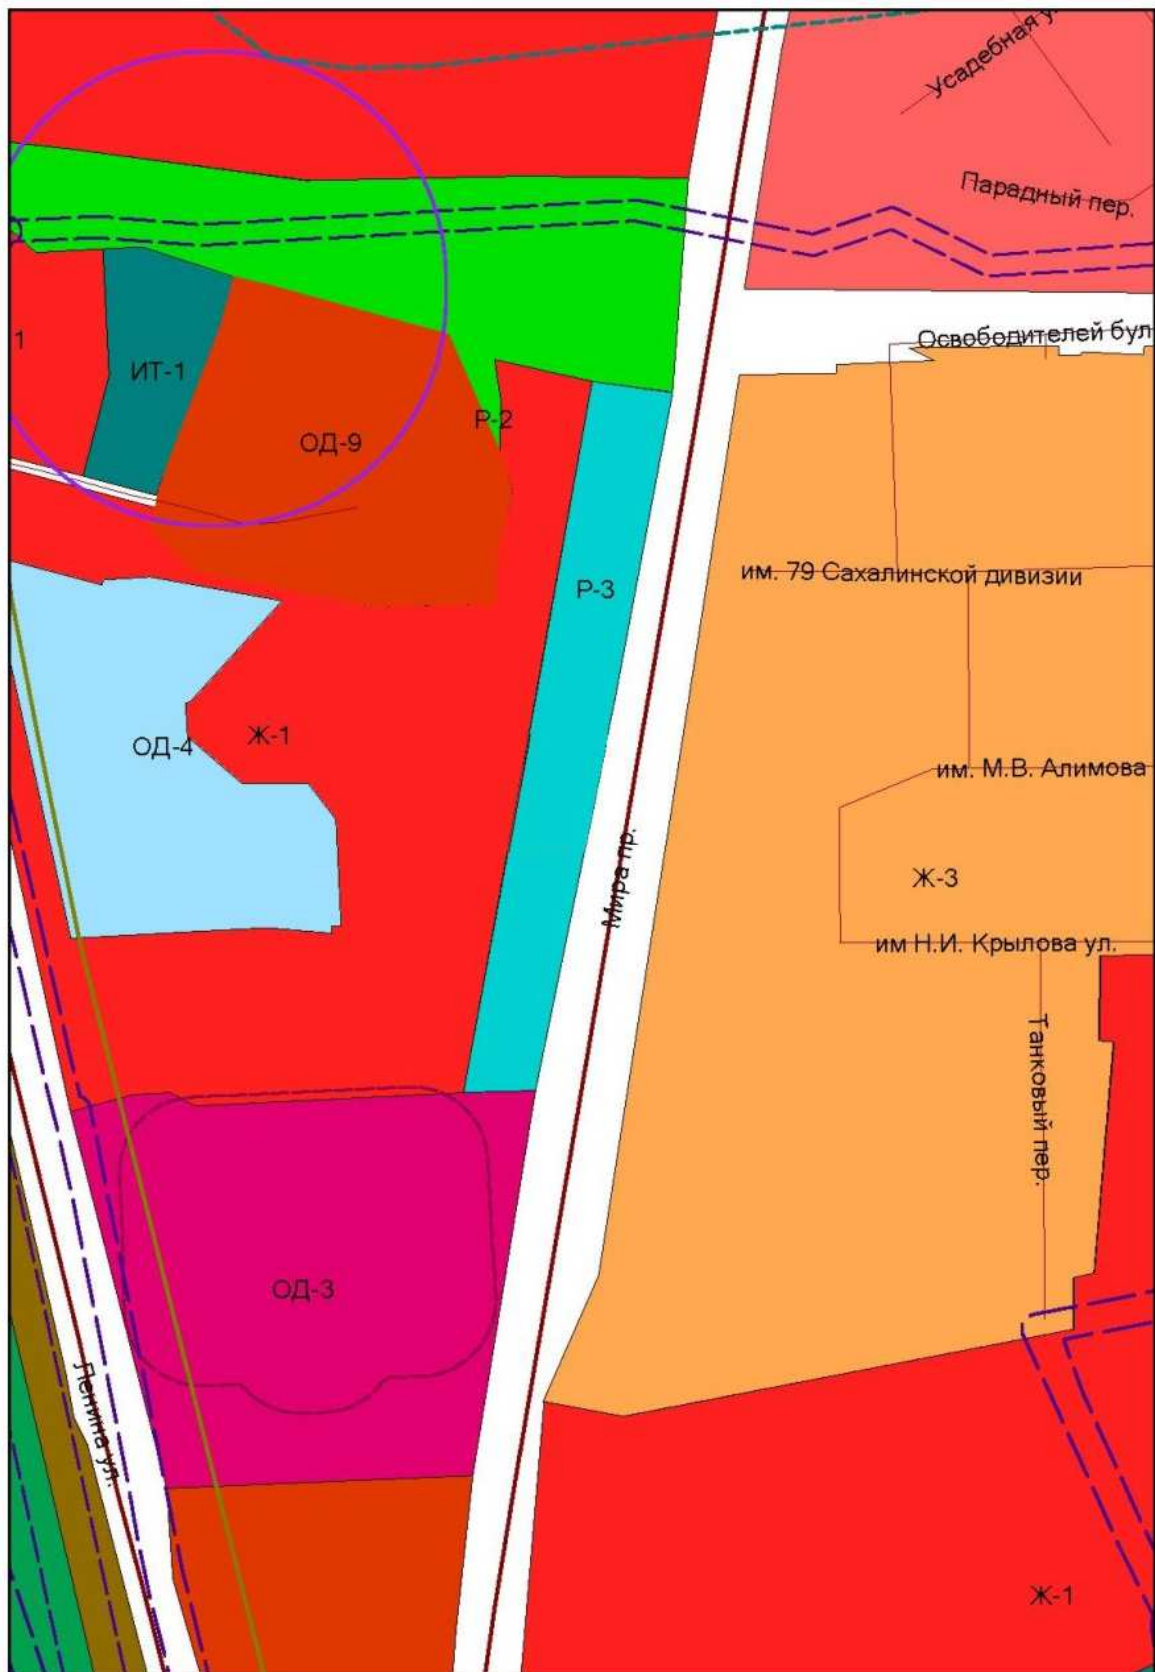 Усадебная у
Парадный пер.
Освободителей бул
1
ИТ-1
Р-2
ОД-9
им. 79 Сахалинской дивизии
Р-3
Ж-1
ОД-4
им. М.В. Алимова
Мира пр.
Ж-3
им Н.И. Крылова ул.
Танковый пер.
ОД-3
Ленина ул.
Ж-1